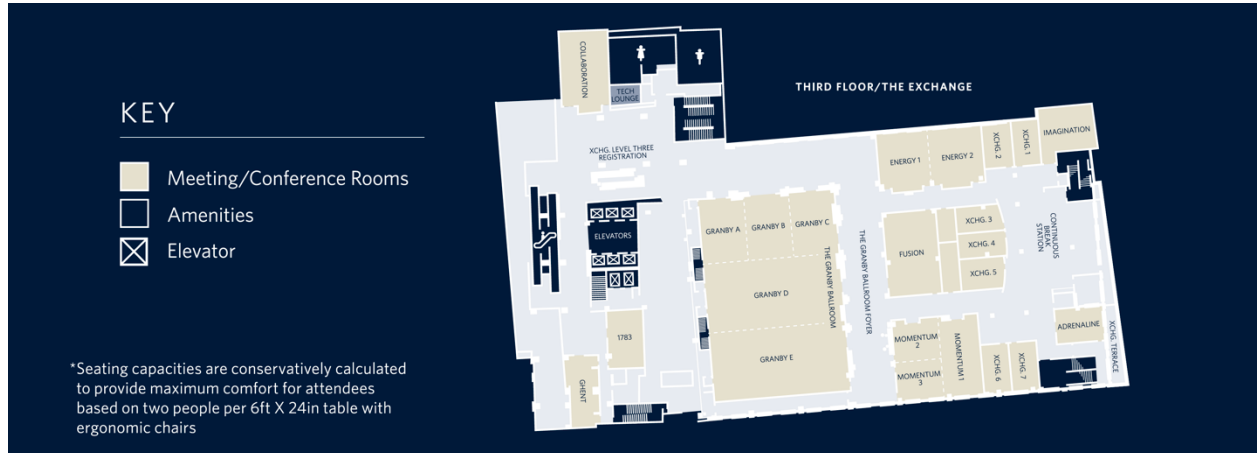 KEY
Meeting/Conference Rooms
Amenities
Elevator
*Seating capacities are conservatively calculated
to provide maximum comfort for attendees
based on two people per 6ft X 24in table with
ergonomic chairs
THIRD FLOOR/THE EXCHANGE
COLLABORATION
TECH
LOUNGE
XCHG. LEVEL THREE
REGISTRATION
ELEVATORS
1783
GHENT
GRANBY A
GRANBY B
GRANBY C
GRANBY D
GRANBY E
THE GRANBY BALLROOM
THE GRANBY BALLROOM FOYER
ENERGY 1
ENERGY 2
XCHG. 2
XCHG. 1
IMAGINATION
FUSION
XCHG. 3
XCHG. 4
XCHG. 5
CONTINUOUS
BREAK
STATION
MOMENTUM
2
MOMENTUM
3
MOMENTUM 1
XCHG. 6
XCHG. 7
ADRENALINE
XCHG. TERRACE